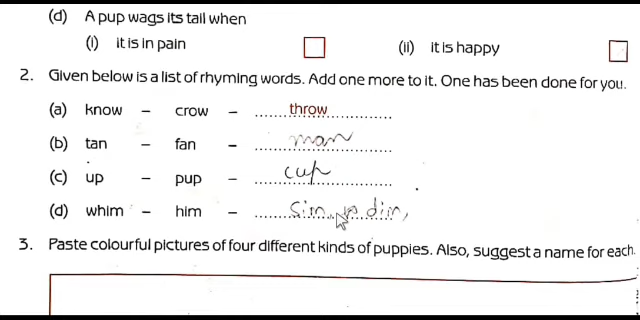 (d) A pup wags its tail when
(i) it is in pain (ii) it is happy
2. Given below is a list of rhyming words. Add one more to it. One has been done for you.
(a) know – crow – ......throw..............
(b) tan – fan – man
(c) up – pup – cup
(d) whim – him – Sim, dim,
3. Paste colourful pictures of four different kinds of puppies. Also, suggest a name for each.